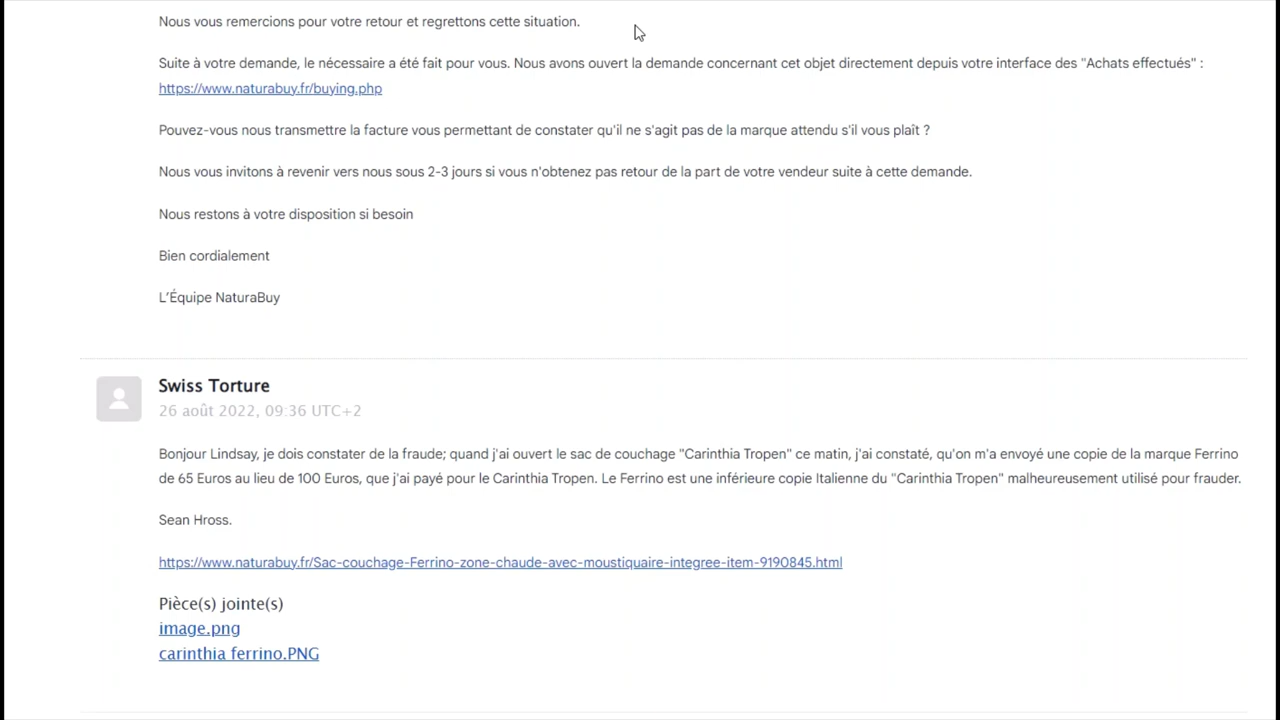 Nous vous remercions pour votre retour et regrettons cette situation.
Suite à votre demande, le nécessaire a été fait pour vous. Nous avons ouvert la demande concernant cet objet directement depuis votre interface des "Achats effectués" :
https://www.naturabuy.fr/buying.php
Pouvez-vous nous transmettre la facture vous permettant de constater qu'il ne s'agit pas de la marque attendu s'il vous plaît ?
Nous vous invitons à revenir vers nous sous 2-3 jours si vous n'obtenez pas retour de la part de votre vendeur suite à cette demande.
Nous restons à votre disposition si besoin
Bien cordialement
L'Équipe NaturaBuy
Swiss Torture
26 août 2022, 09:36 UTC+2
Bonjour Lindsay, je dois constater de la fraude; quand j'ai ouvert le sac de couchage "Carinthia Tropen" ce matin, j'ai constaté, qu'on m'a envoyé une copie de la marque Ferrino
de 65 Euros au lieu de 100 Euros, que j'ai payé pour le Carinthia Tropen. Le Ferrino est une inférieure copie Italienne du "Carinthia Tropen" malheureusement utilisé pour frauder.
Sean Hross.
https://www.naturabuy.fr/Sac-couchage-Ferrino-zone-chaude-avec-moustiquaire-integree-item-9190845.html
Pièce(s) jointe(s)
image.png
carinthia ferrino.PNG